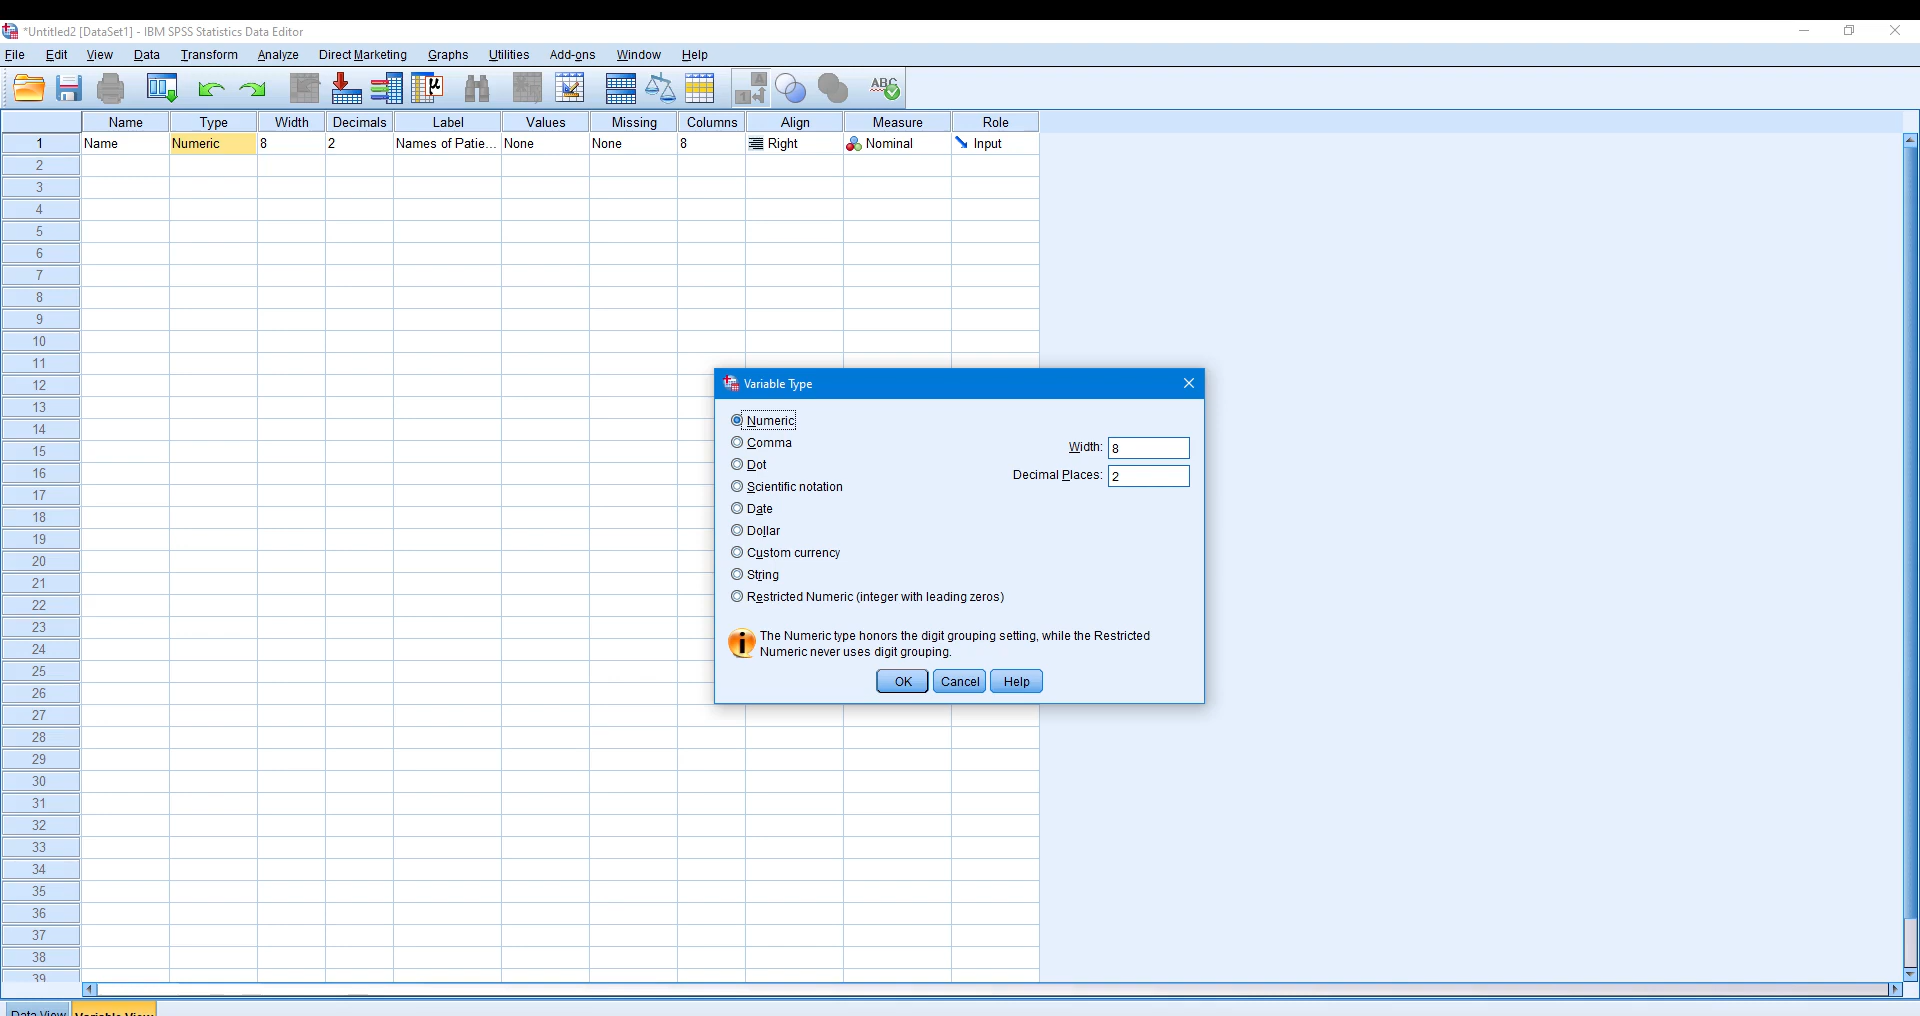 *Untitled2 [DataSet1] - IBM SPSS Statistics Data Editor
File Edit View Data Transform Analyze Direct Marketing Graphs Utilities Add-ons Window Help
Name Type Width Decimals Label Values Missing Columns Align Measure Role
1 Name Numeric 8 2 Names of Patie... None None 8 Right Nominal Input
2
3
4
5
6
7
8
9
10
11
12
13
14
15
16
17
18
19
20
21
22
23
24
25
26
27
28
29
30
31
32
33
34
35
36
37
38
39
Variable Type
Numeric
Comma
Dot
Scientific notation
Date
Dollar
Custom currency
String
Restricted Numeric (integer with leading zeros)
Width: 8
Decimal Places: 2
The Numeric type honors the digit grouping setting, while the Restricted
Numeric never uses digit grouping.
OK Cancel Help
Data View Variable View